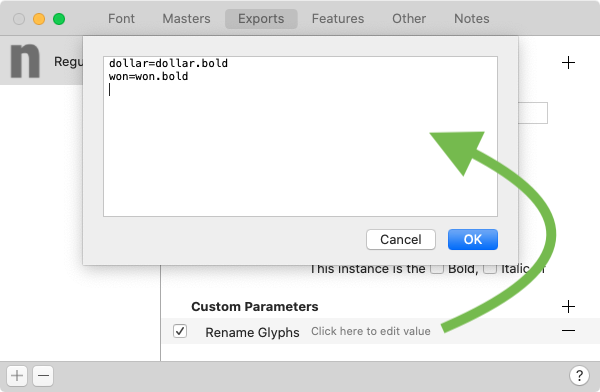 Font Masters Exports Features Other Notes
n Regu
dollar=dollar.bold
won=won.bold
Cancel OK
This instance is the Bold, Italic of
Custom Parameters
Rename Glyphs Click here to edit value
?